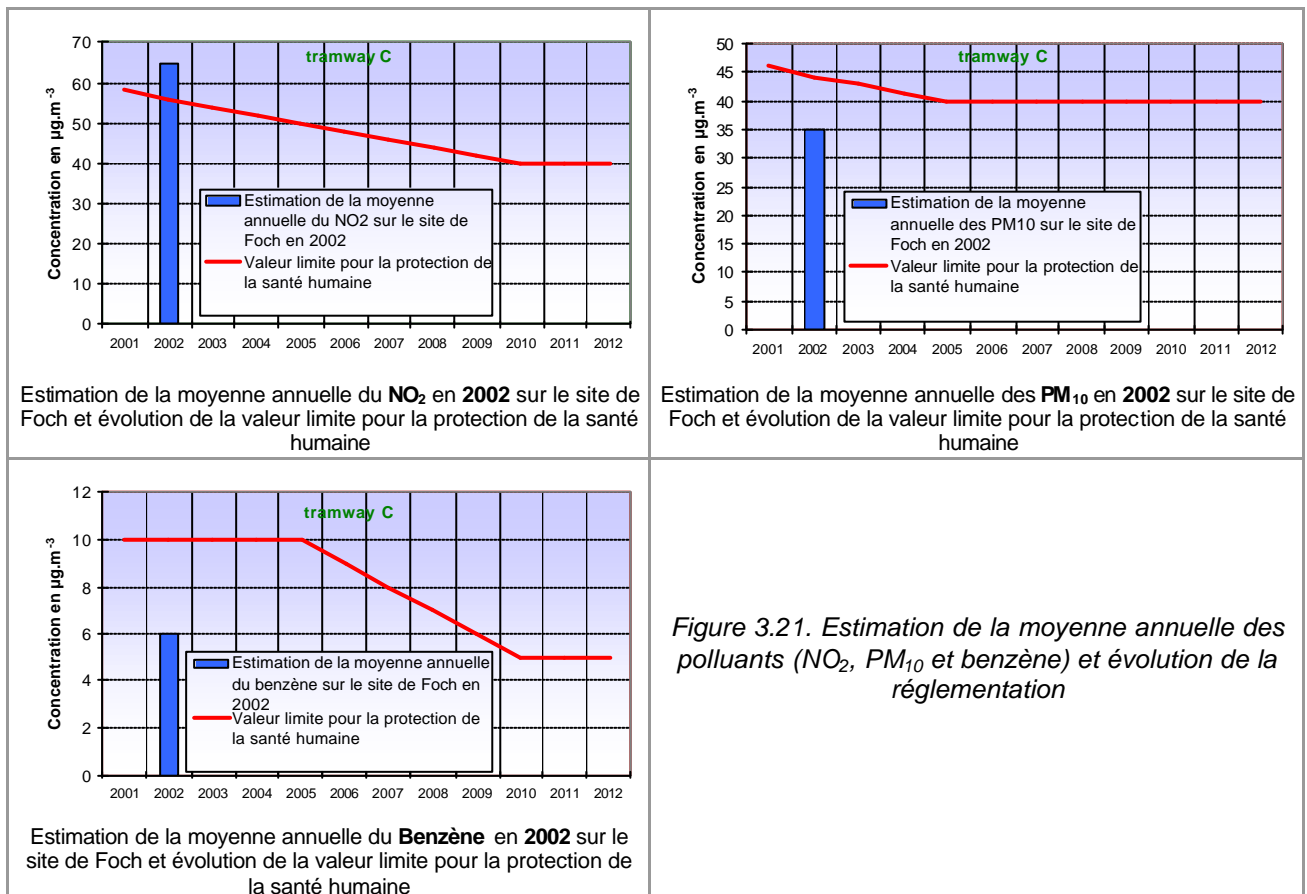 tramway C
Concentration en µg.m-3
70
60
50
40
30
20
10
0
Estimation de la moyenne
annuelle du NO2 sur le site de
Foch en 2002
Valeur limite pour la protection de
la santé humaine
2001 2002 2003 2004 2005 2006 2007 2008 2009 2010 2011 2012
Estimation de la moyenne annuelle du NO2 en 2002 sur le site de
Foch et évolution de la valeur limite pour la protection de la santé
humaine
tramway C
Concentration en µg.m-3
50
45
40
35
30
25
20
15
10
5
0
Estimation de la moyenne
annuelle des PM10 sur le site de
Foch en 2002
Valeur limite pour la protection de
la santé humaine
2001 2002 2003 2004 2005 2006 2007 2008 2009 2010 2011 2012
Estimation de la moyenne annuelle des PM10 en 2002 sur le site de
Foch et évolution de la valeur limite pour la protection de la santé
humaine
tramway C
Concentration en µg.m-3
12
10
8
6
4
2
0
Estimation de la moyenne annuelle
du benzène sur le site de Foch en
2002
Valeur limite pour la protection de
la santé humaine
2001 2002 2003 2004 2005 2006 2007 2008 2009 2010 2011 2012
Estimation de la moyenne annuelle du Benzène en 2002 sur le
site de Foch et évolution de la valeur limite pour la protection de
la santé humaine
Figure 3.21. Estimation de la moyenne annuelle des
polluants (NO2, PM10 et benzène) et évolution de la
réglementation